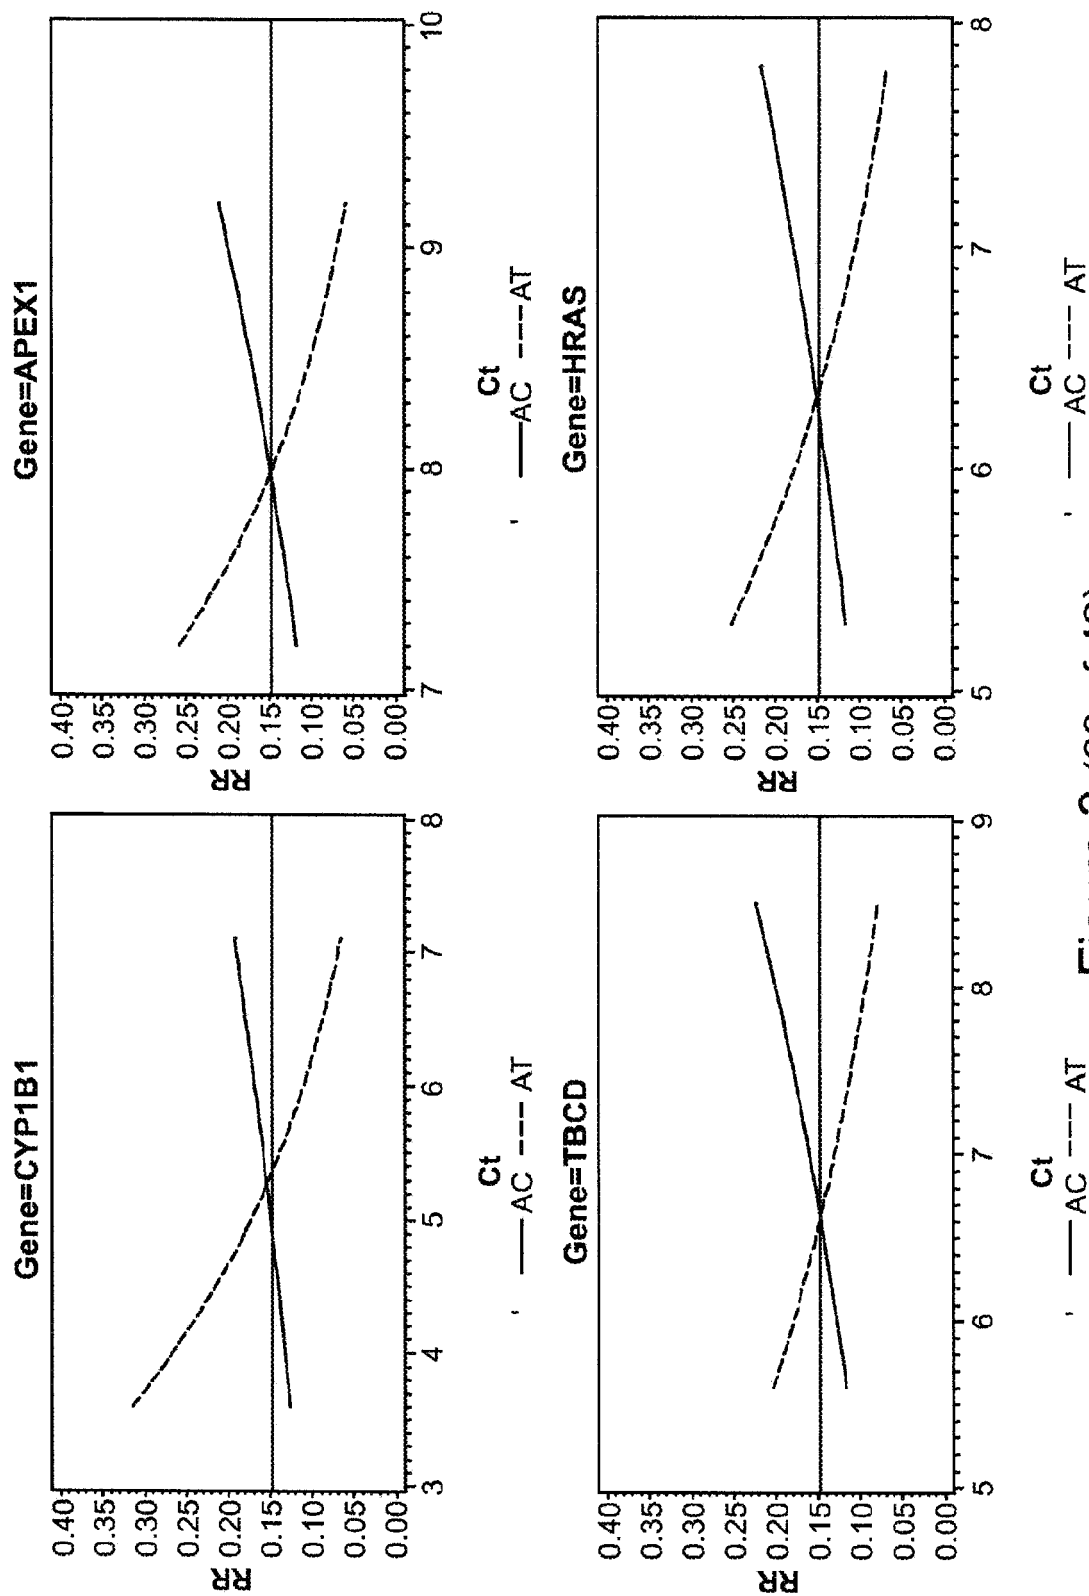 Gene=CYP1B1
RR
0.40
0.35
0.30
0.25
0.20
0.15
0.10
0.05
0.00
3 4 5 6 7 8
Ct
AC AT
Gene=APEX1
RR
0.40
0.35
0.30
0.25
0.20
0.15
0.10
0.05
0.00
7 8 9 10
Ct
AC AT
Gene=TBCD
RR
0.40
0.35
0.30
0.25
0.20
0.15
0.10
0.05
0.00
5 6 7 8 9
Ct
AC AT
Gene=HRAS
RR
0.40
0.35
0.30
0.25
0.20
0.15
0.10
0.05
0.00
5 6 7 8
Ct
AC AT